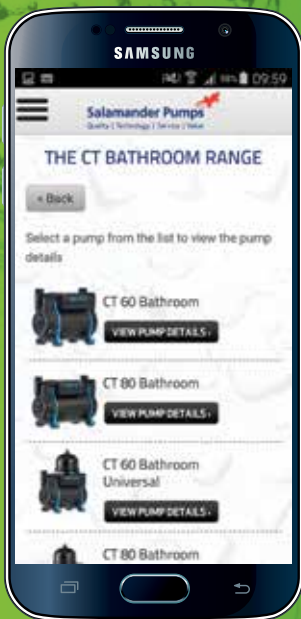 SAMSUNG
09:59
Salamander Pumps
Quality | Technology | Service | Value
THE CT BATHROOM RANGE
« Back
Select a pump from the list to view the pump
details
CT 60 Bathroom
VIEW PUMP DETAILS ›
CT 80 Bathroom
VIEW PUMP DETAILS ›
CT 60 Bathroom
Universal
VIEW PUMP DETAILS ›
CT 80 Bathroom